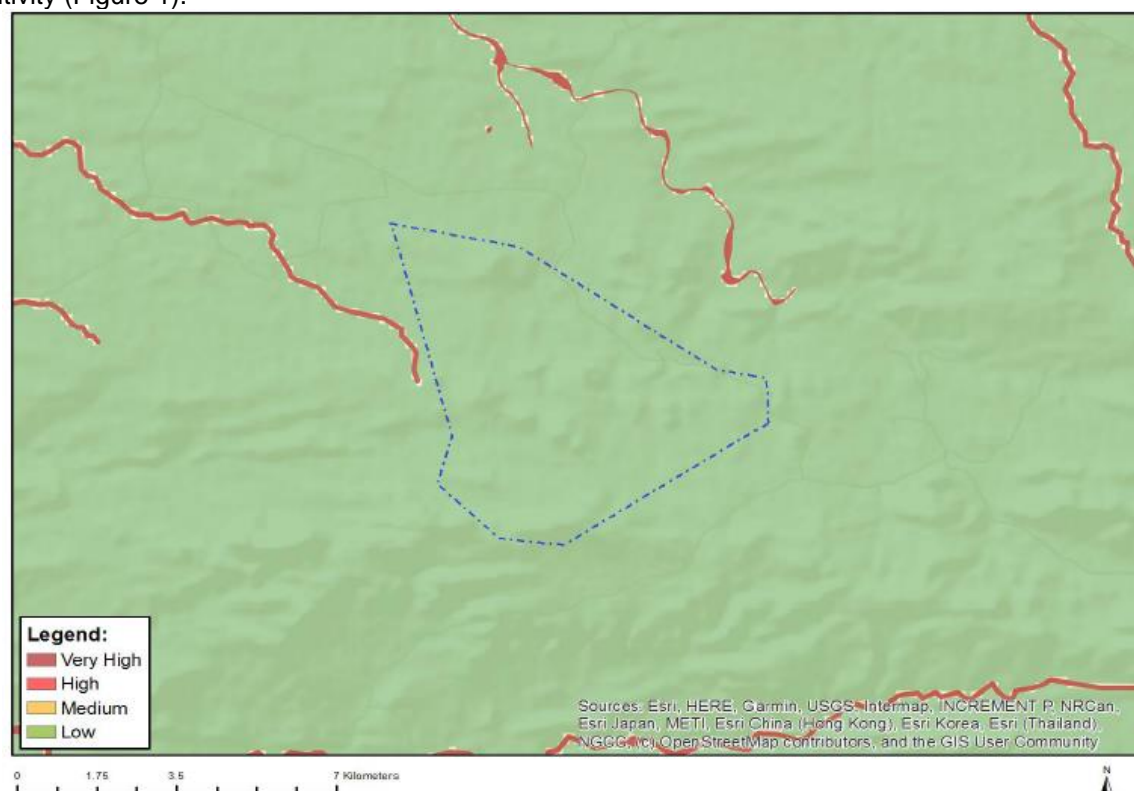 (Figure 1).
Legend:
Very High
High
Medium
Low
Sources: Esri, HERE, Garmin, USGS, Intermap, INCREMENT P, NRCan,
Esri Japan, METI, Esri China (Hong Kong), Esri Korea, Esri (Thailand),
NGCC, (c) OpenStreetMap contributors, and the GIS User Community
0 1.75 3.5 7 Kilometers
N